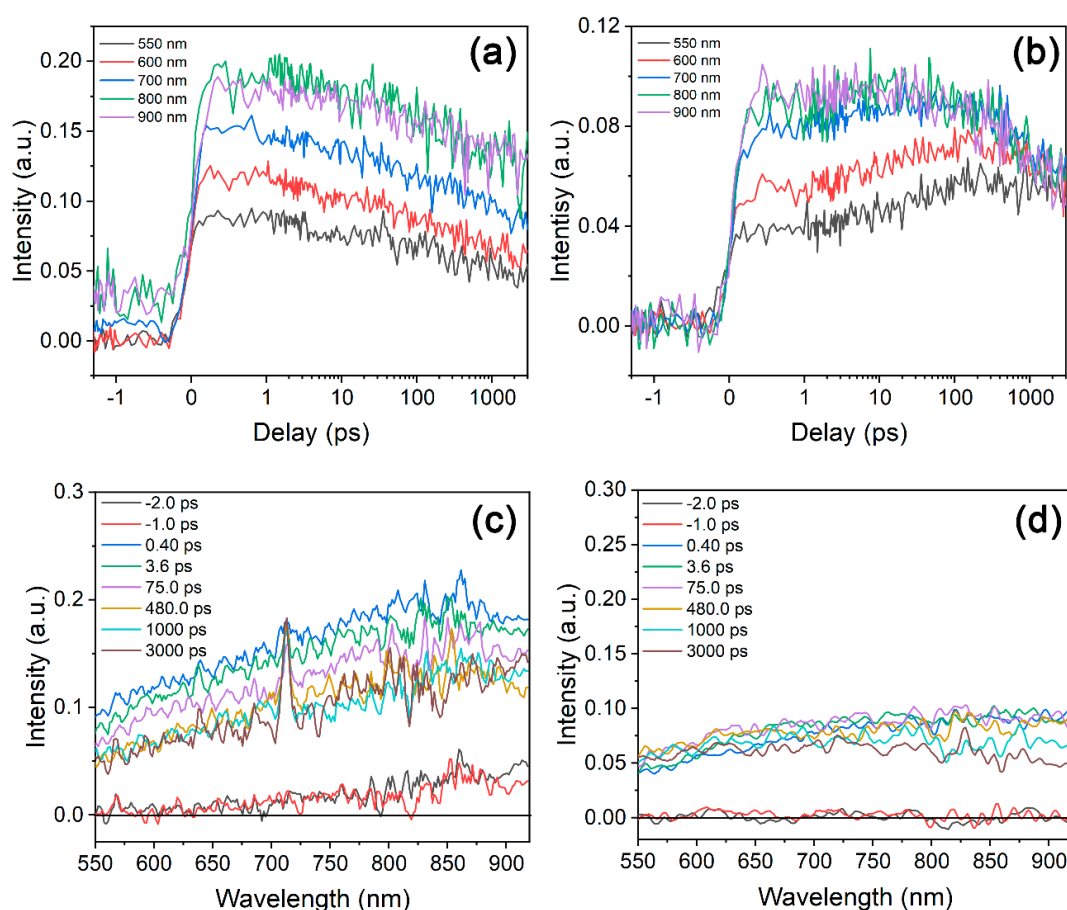 (a)
550 nm
600 nm
700 nm
800 nm
900 nm
0.20
0.15
0.10
0.05
0.00
Intensity (a.u.)
-1 0 1 10 100 1000
Delay (ps)
(b)
550 nm
600 nm
700 nm
800 nm
900 nm
0.12
0.08
0.04
0.00
Intentisy (a.u.)
-1 0 1 10 100 1000
Delay (ps)
(c)
-2.0 ps
-1.0 ps
0.40 ps
3.6 ps
75.0 ps
480.0 ps
1000 ps
3000 ps
0.3
0.2
0.1
0.0
Intensity (a.u.)
550 600 650 700 750 800 850 900
Wavelength (nm)
(d)
-2.0 ps
-1.0 ps
0.40 ps
3.6 ps
75.0 ps
480.0 ps
1000 ps
3000 ps
0.30
0.25
0.20
0.15
0.10
0.05
0.00
Intensity (a.u.)
550 600 650 700 750 800 850 900
Wavelength (nm)